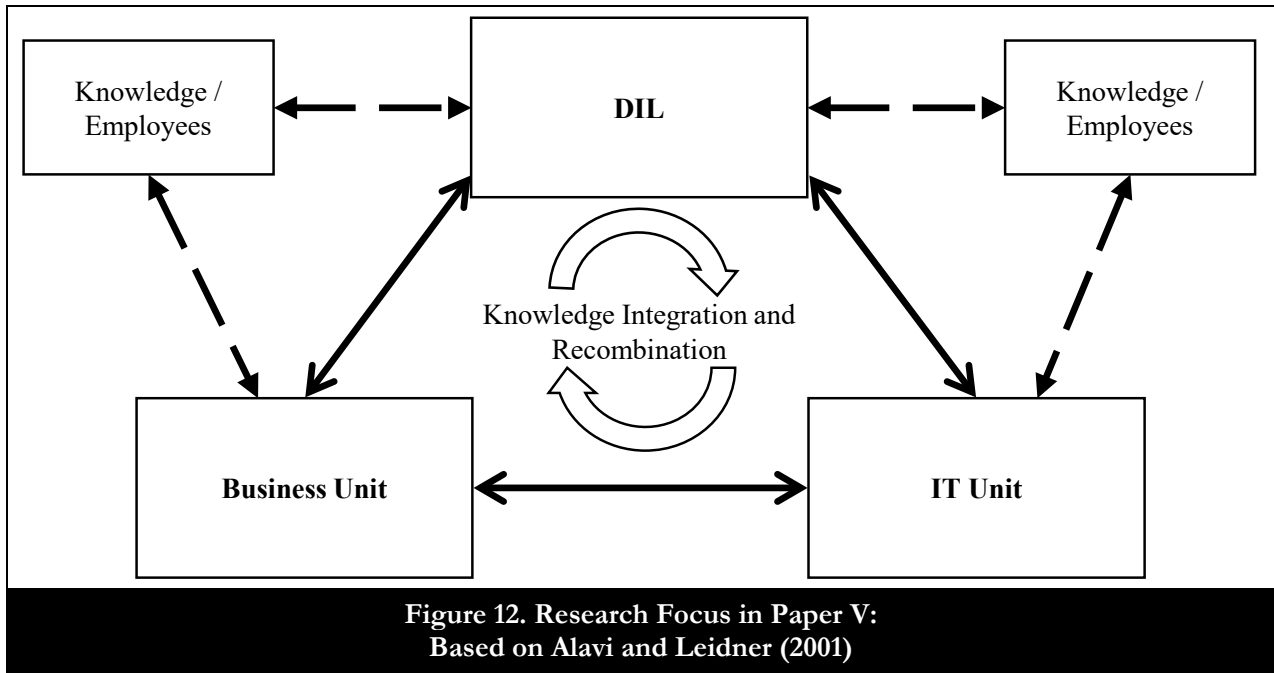 Knowledge /
Employees
DIL
Knowledge /
Employees
Knowledge Integration and
Recombination
Business Unit
IT Unit
Figure 12. Research Focus in Paper V:
Based on Alavi and Leidner (2001)